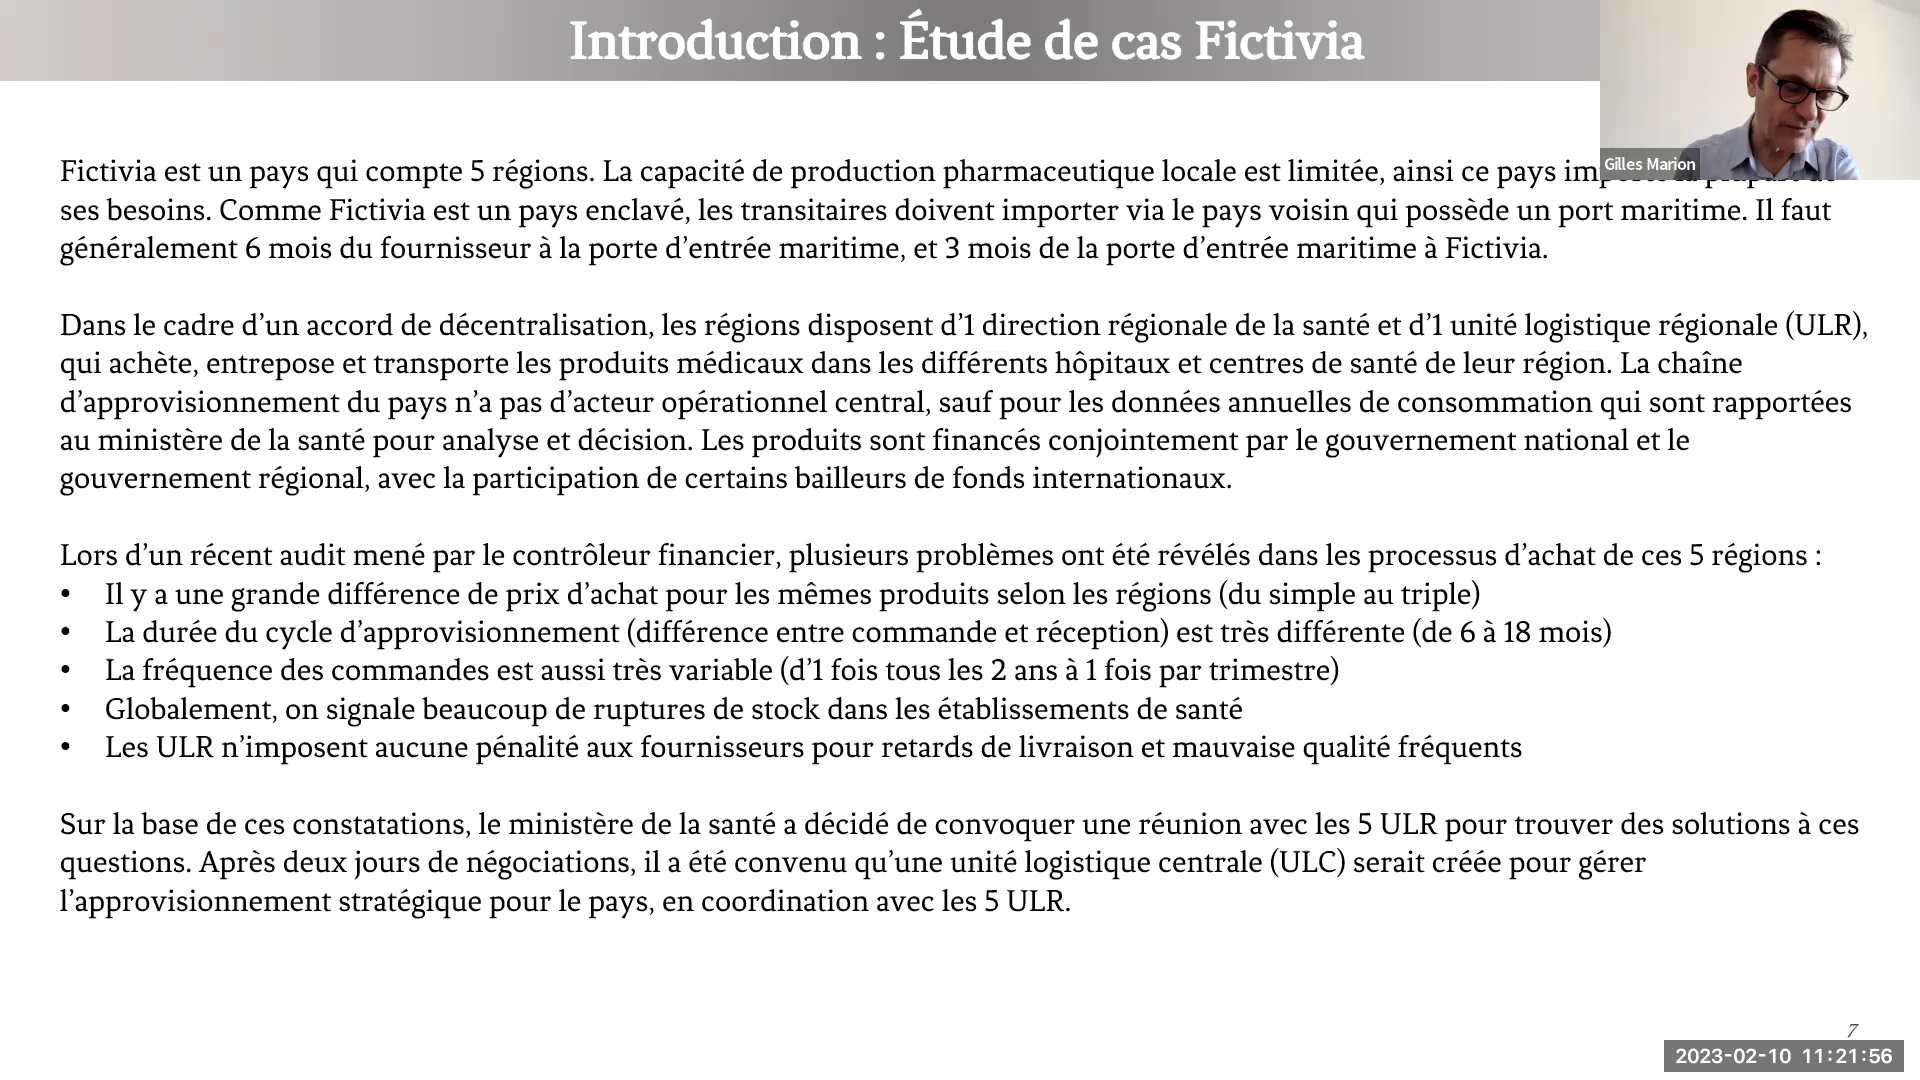 Introduction : Étude de cas Fictivia
Gilles Marion
Fictivia est un pays qui compte 5 régions. La capacité de production pharmaceutique locale est limitée, ainsi ce pays
ses besoins. Comme Fictivia est un pays enclavé, les transitaires doivent importer via le pays voisin qui possède un port maritime. Il faut
généralement 6 mois du fournisseur à la porte d’entrée maritime, et 3 mois de la porte d’entrée maritime à Fictivia.
Dans le cadre d’un accord de décentralisation, les régions disposent d’1 direction régionale de la santé et d’1 unité logistique régionale (ULR),
qui achète, entrepose et transporte les produits médicaux dans les différents hôpitaux et centres de santé de leur région. La chaîne
d’approvisionnement du pays n’a pas d’acteur opérationnel central, sauf pour les données annuelles de consommation qui sont rapportées
au ministère de la santé pour analyse et décision. Les produits sont financés conjointement par le gouvernement national et le
gouvernement régional, avec la participation de certains bailleurs de fonds internationaux.
Lors d’un récent audit mené par le contrôleur financier, plusieurs problèmes ont été révélés dans les processus d’achat de ces 5 régions :
• Il y a une grande différence de prix d’achat pour les mêmes produits selon les régions (du simple au triple)
• La durée du cycle d’approvisionnement (différence entre commande et réception) est très différente (de 6 à 18 mois)
• La fréquence des commandes est aussi très variable (d’1 fois tous les 2 ans à 1 fois par trimestre)
• Globalement, on signale beaucoup de ruptures de stock dans les établissements de santé
• Les ULR n’imposent aucune pénalité aux fournisseurs pour retards de livraison et mauvaise qualité fréquents
Sur la base de ces constatations, le ministère de la santé a décidé de convoquer une réunion avec les 5 ULR pour trouver des solutions à ces
questions. Après deux jours de négociations, il a été convenu qu’une unité logistique centrale (ULC) serait créée pour gérer
l’approvisionnement stratégique pour le pays, en coordination avec les 5 ULR.
7
2023-02-10 11:21:56